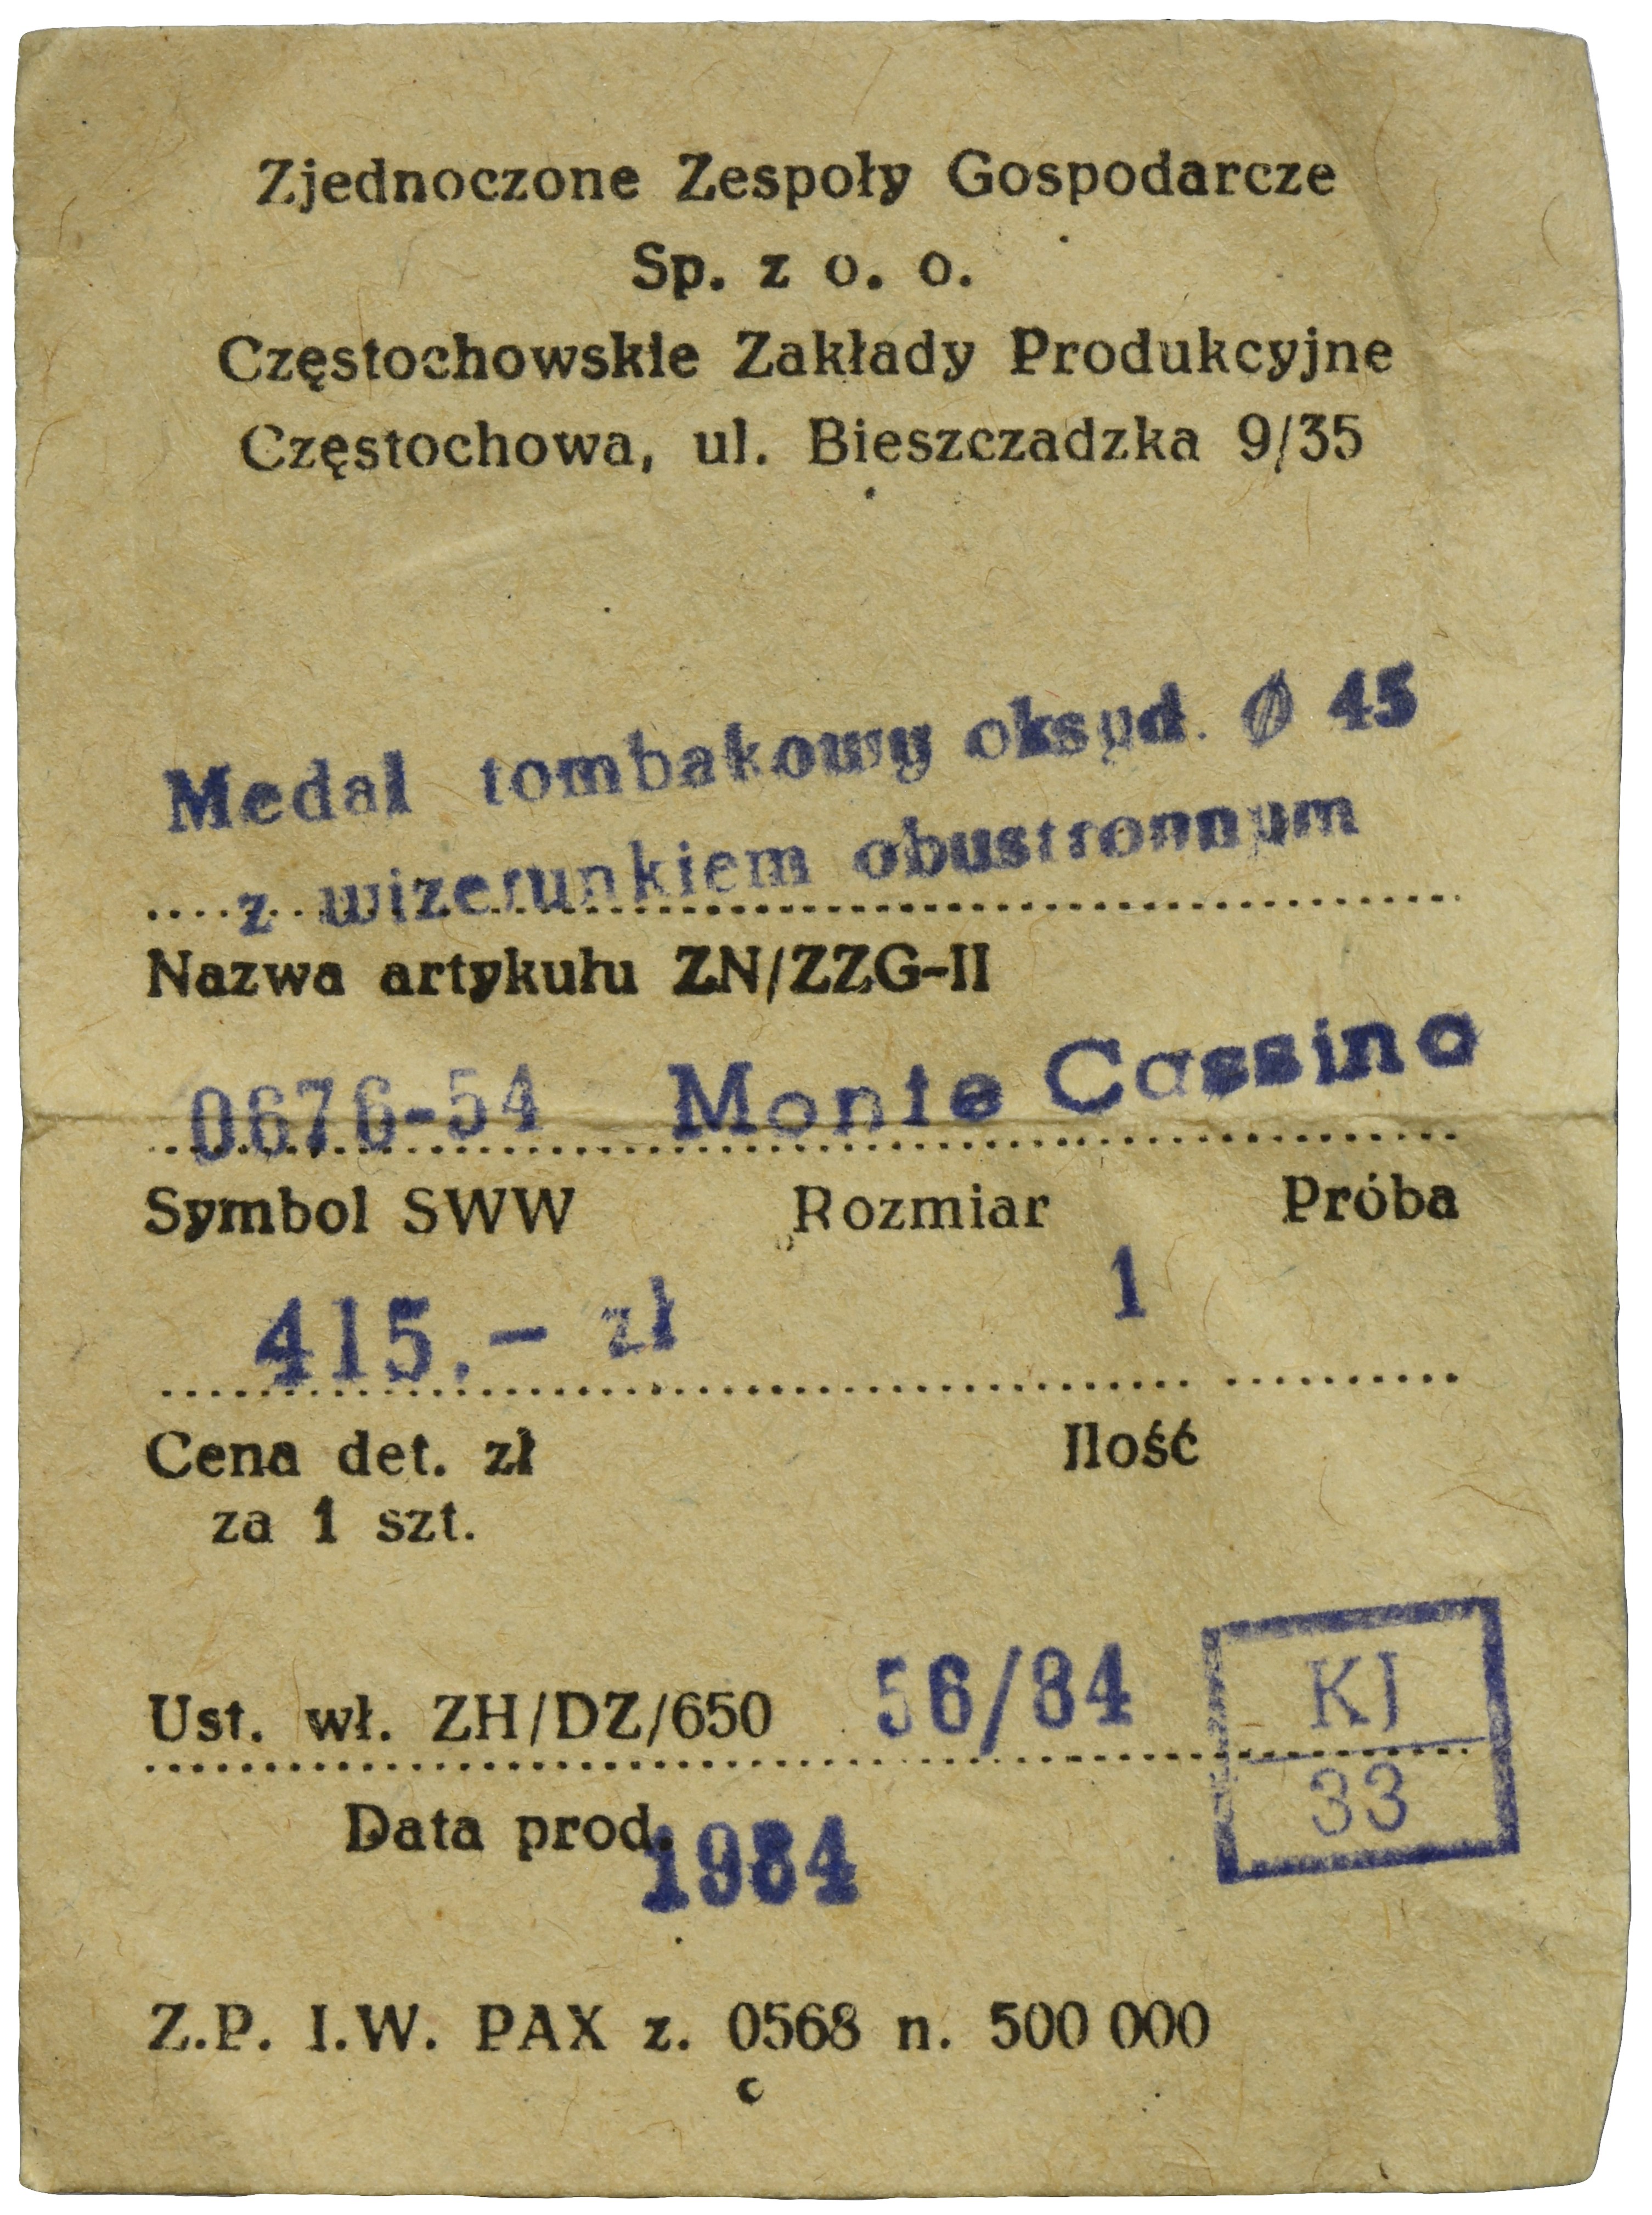 Zjednoczone Zespoły Gospodarcze
Sp. z o. o.
Częstochowskie Zakłady Produkcyjne
Częstochowa, ul. Bieszczadzka 9/35
Medal tombakowy oksyd. Ø 45
z wizerunkiem obustronnym
Nazwa artykułu ZN/ZZG-II
0676-54 Monte Cassino
Symbol SWW Rozmiar Próba
415.- zł 1
Cena det. zł Ilość
za 1 szt.
Ust. wł. ZH/DZ/650 56/84 KJ
33
Data prod. 1984
Z.P. I.W. PAX z. 0568 n. 500 000